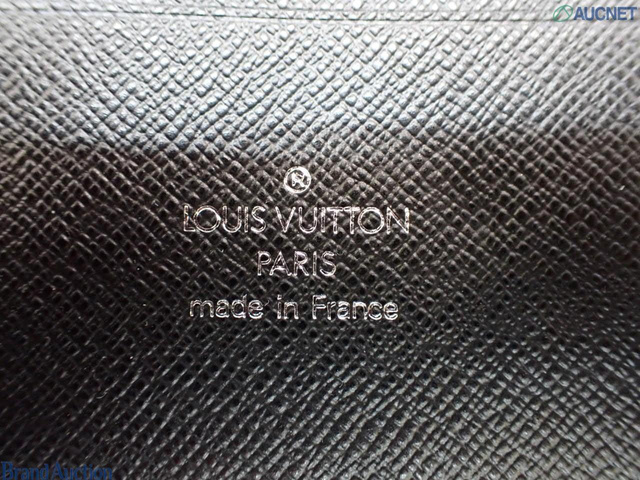 AUCNET
®
LOUIS VUITTON
PARIS
made in France
Brand Auction